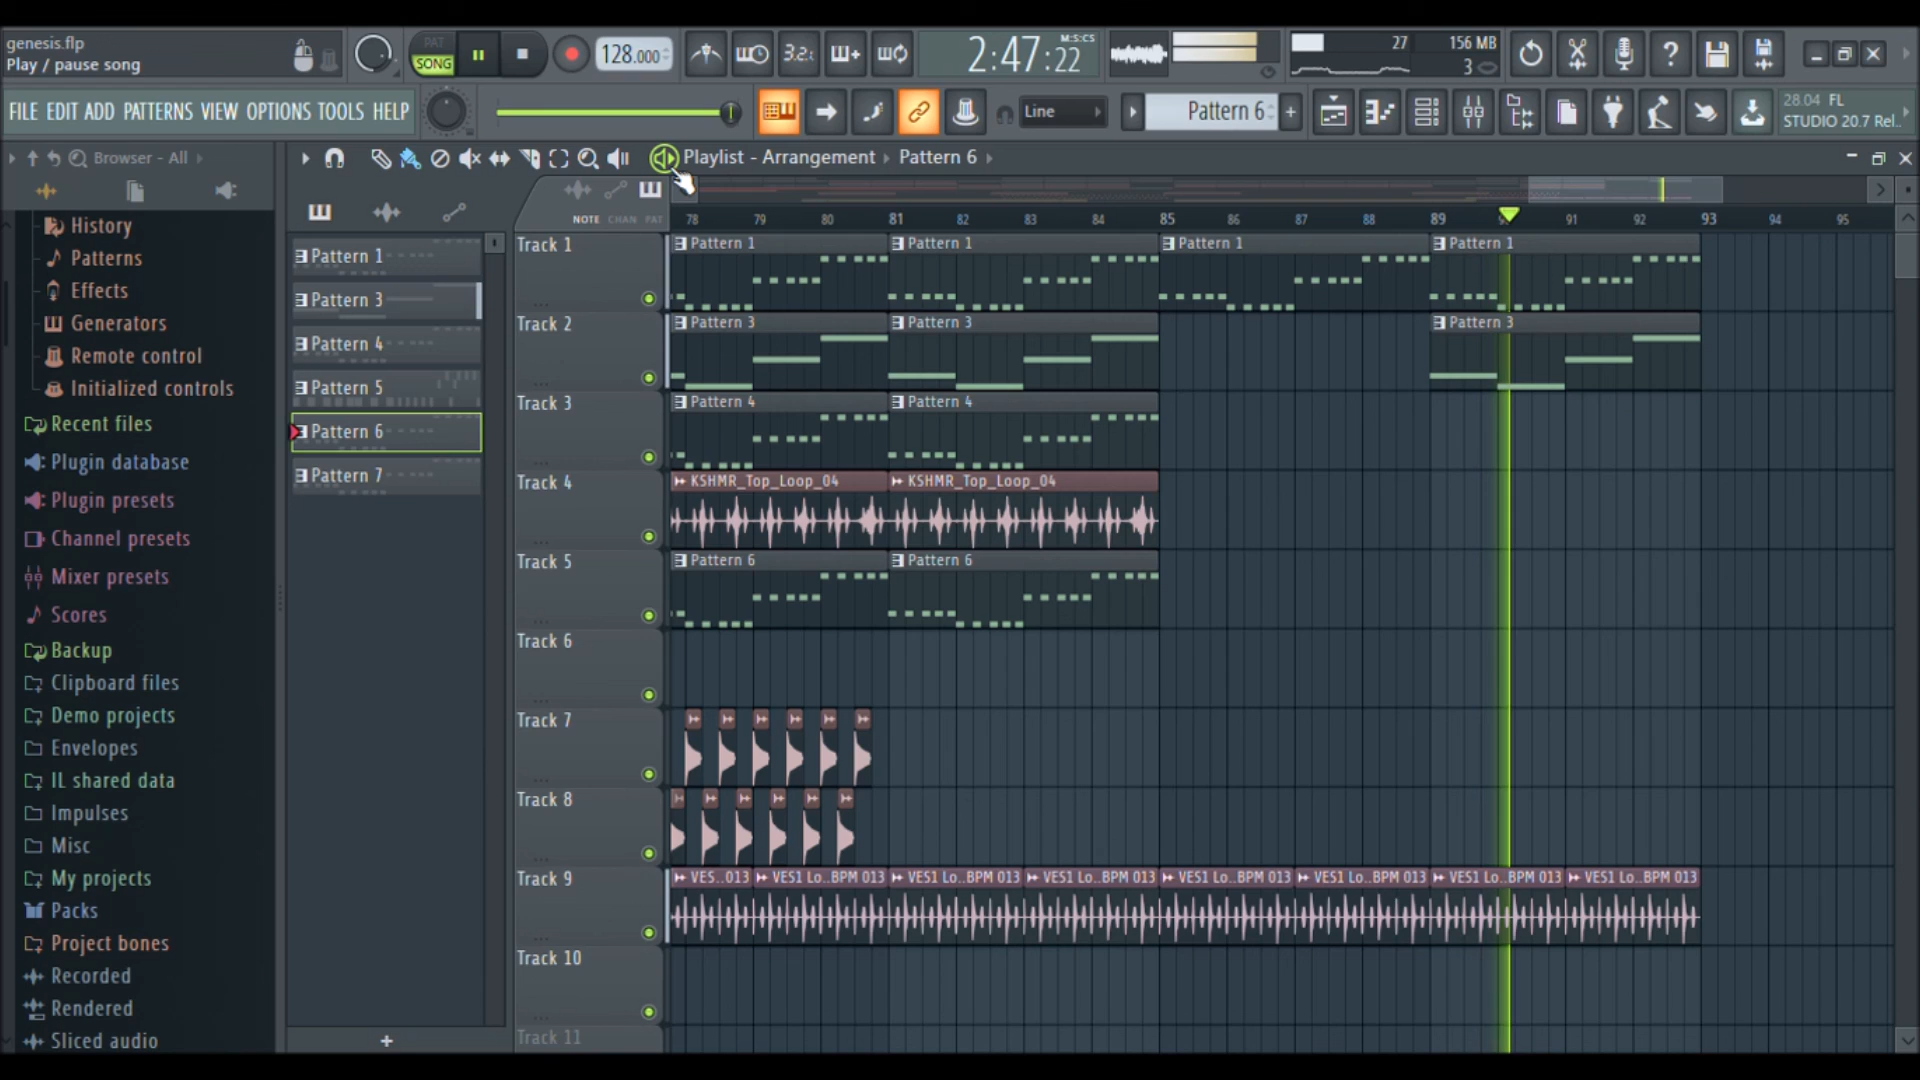 genesis.flp
Play / pause song
PAT
SONG
128.000
3.2.
2:47:22
M:S:CS
27
156 MB
3
FILE EDIT ADD PATTERNS VIEW OPTIONS TOOLS HELP
Line
Pattern 6
28.04 FL
STUDIO 20.7 Rel..
Browser - All
Playlist - Arrangement
Pattern 6
NOTE CHAN PAT
78 79 80 81 82 83 84 85 86 87 88 89 91 92 93 94 95
History
Patterns
Effects
Generators
Remote control
Initialized controls
Recent files
Plugin database
Plugin presets
Channel presets
Mixer presets
Scores
Backup
Clipboard files
Demo projects
Envelopes
IL shared data
Impulses
Misc
My projects
Packs
Project bones
Recorded
Rendered
Sliced audio
Pattern 1
Pattern 3
Pattern 4
Pattern 5
Pattern 6
Pattern 7
Track 1
Pattern 1 Pattern 1 Pattern 1 Pattern 1
Track 2
Pattern 3 Pattern 3 Pattern 3
Track 3
Pattern 4 Pattern 4
Track 4
KSHMR_Top_Loop_04 KSHMR_Top_Loop_04
Track 5
Pattern 6 Pattern 6
Track 6
Track 7
Track 8
Track 9
VES..013 VES1 Lo..BPM 013 VES1 Lo..BPM 013 VES1 Lo..BPM 013 VES1 Lo..BPM 013 VES1 Lo..BPM 013 VES1 Lo..BPM 013 VES1 Lo..BPM 013
Track 10
Track 11